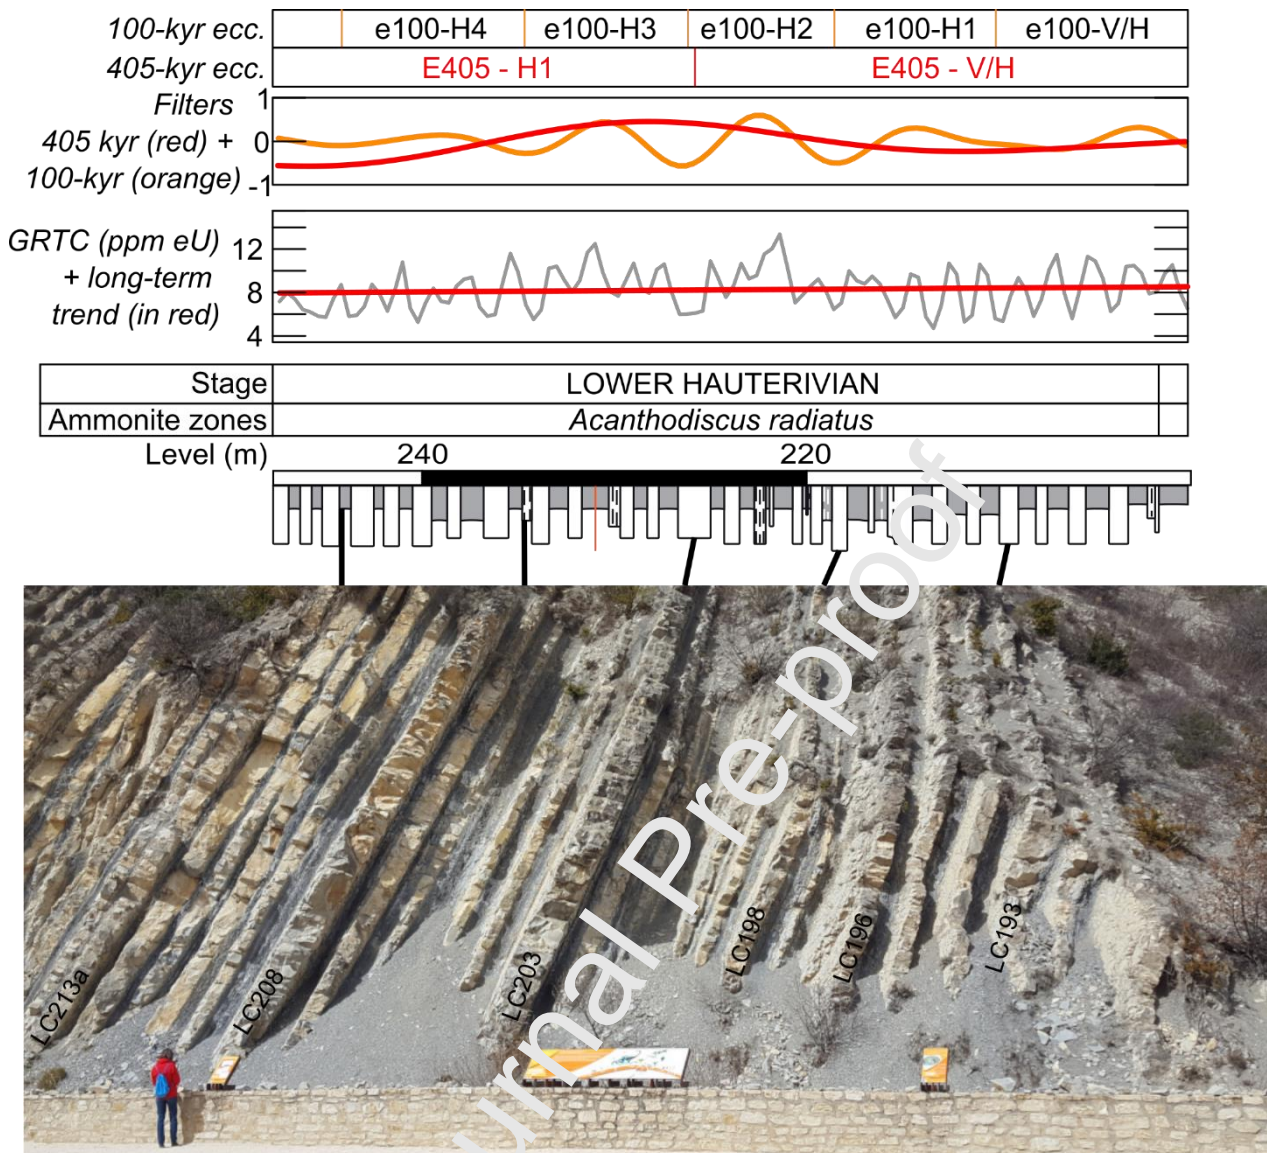 100-kyr ecc. e100-H4 e100-H3 e100-H2 e100-H1 e100-V/H
405-kyr ecc. E405 - H1 E405 - V/H
Filters 1
405 kyr (red) + 0
100-kyr (orange) -1
GRTC (ppm eU) 12
+ long-term 8
trend (in red) 4
Stage LOWER HAUTERIVIAN
Ammonite zones Acanthodiscus radiatus
Level (m) 240 220
LC213a
LC208
LC203
LC198
LC196
LC193
urnal Pre-proof